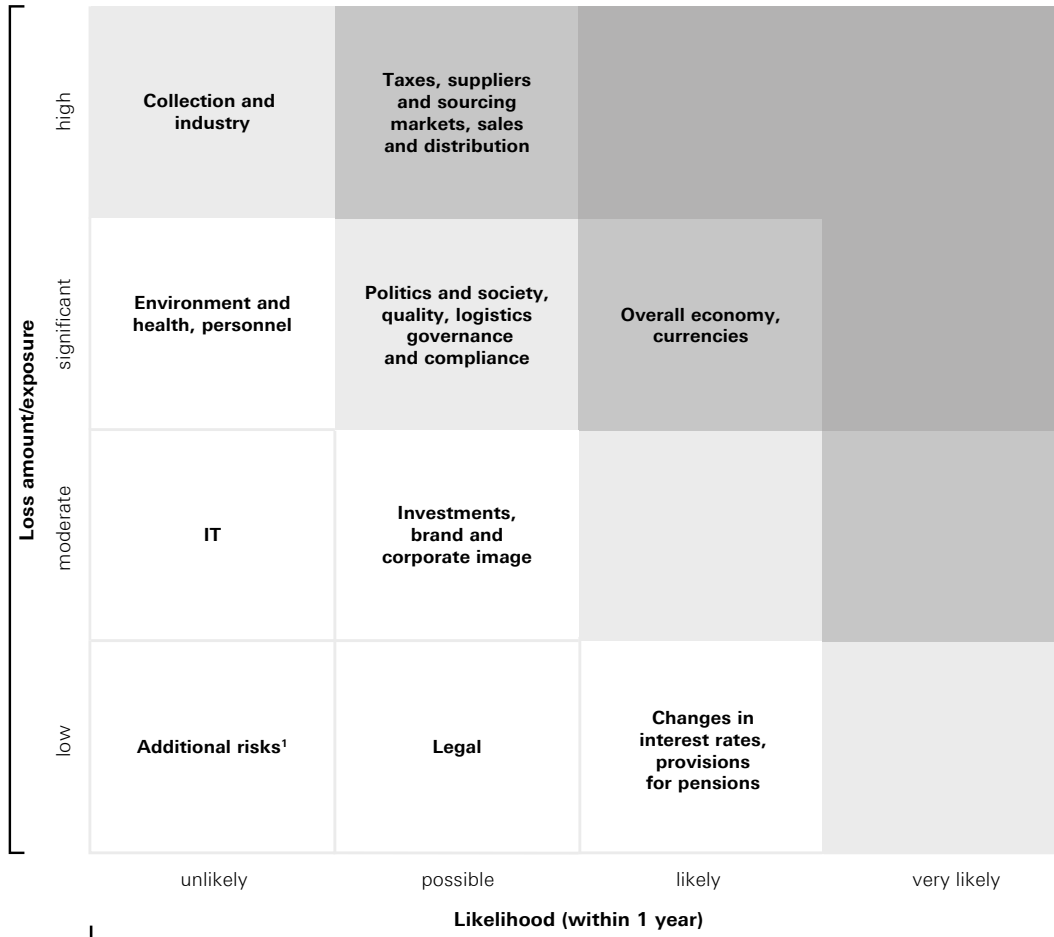 Loss amount/exposure
high
Collection and
industry
Taxes, suppliers
and sourcing
markets, sales
and distribution
significant
Environment and
health, personnel
Politics and society,
quality, logistics
governance
and compliance
Overall economy,
currencies
moderate
IT
Investments,
brand and
corporate image
low
Additional risks¹
Legal
Changes in
interest rates,
provisions
for pensions
unlikely
possible
likely
very likely
Likelihood (within 1 year)